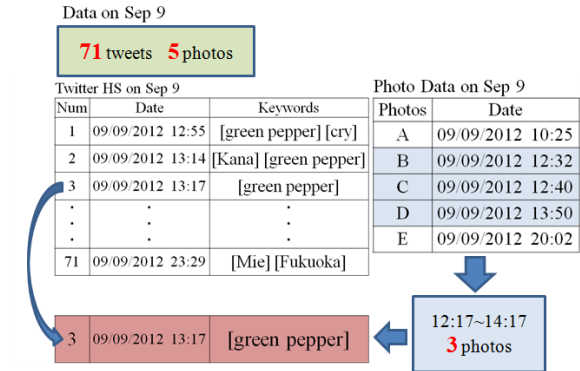 Data on Sep 9
71 tweets 5 photos
Twitter HS on Sep 9
Num Date Keywords
1 09/09/2012 12:55 [green pepper] [cry]
2 09/09/2012 13:14 [Kana] [green pepper]
3 09/09/2012 13:17 [green pepper]
. . .
. . .
71 09/09/2012 23:29 [Mie] [Fukuoka]
Photo Data on Sep 9
Photos Date
A 09/09/2012 10:25
B 09/09/2012 12:32
C 09/09/2012 12:40
D 09/09/2012 13:50
E 09/09/2012 20:02
12:17~14:17
3 photos
3 09/09/2012 13:17 [green pepper]